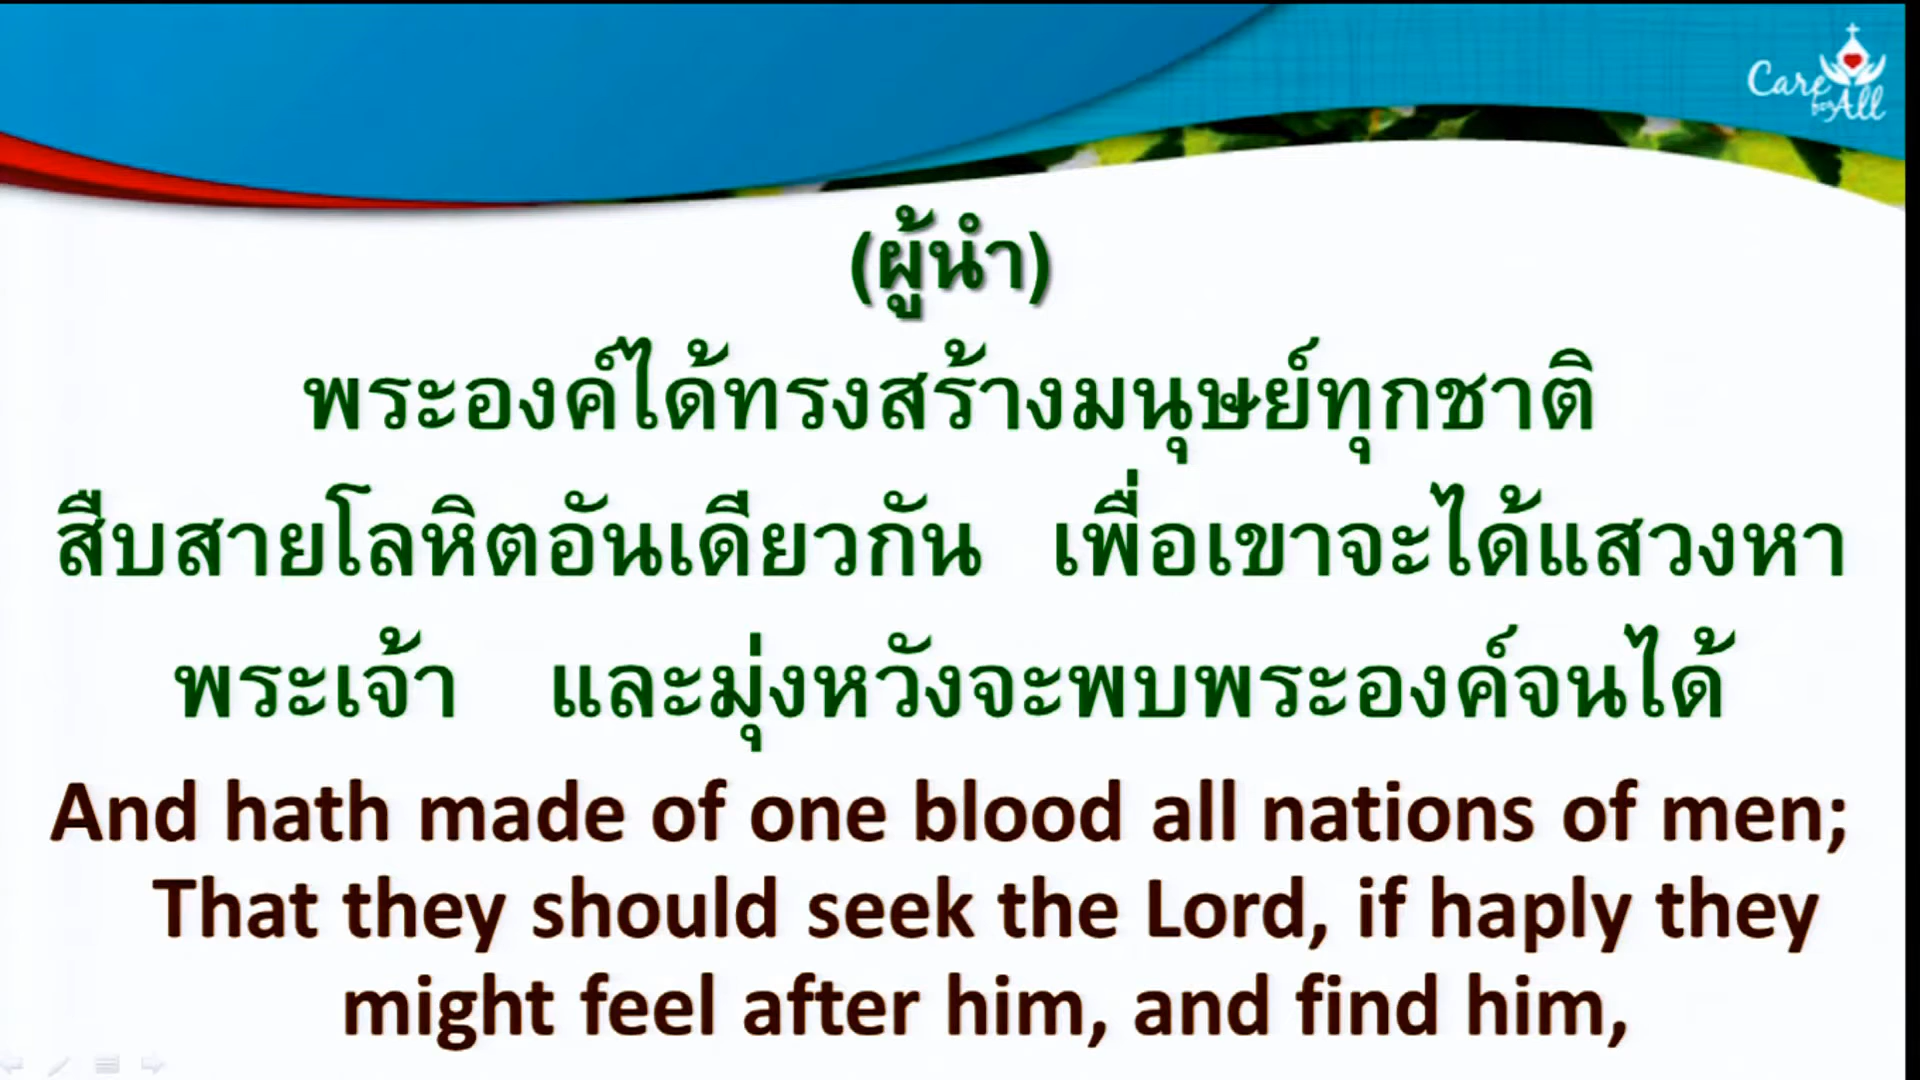 Care
for All
(ผู้นำ)
พระองค์ได้ทรงสร้างมนุษย์ทุกชาติ
สืบสายโลหิตอันเดียวกัน เพื่อเขาจะได้แสวงหา
พระเจ้า และมุ่งหวังจะพบพระองค์จนได้
And hath made of one blood all nations of men;
That they should seek the Lord, if haply they
might feel after him, and find him,